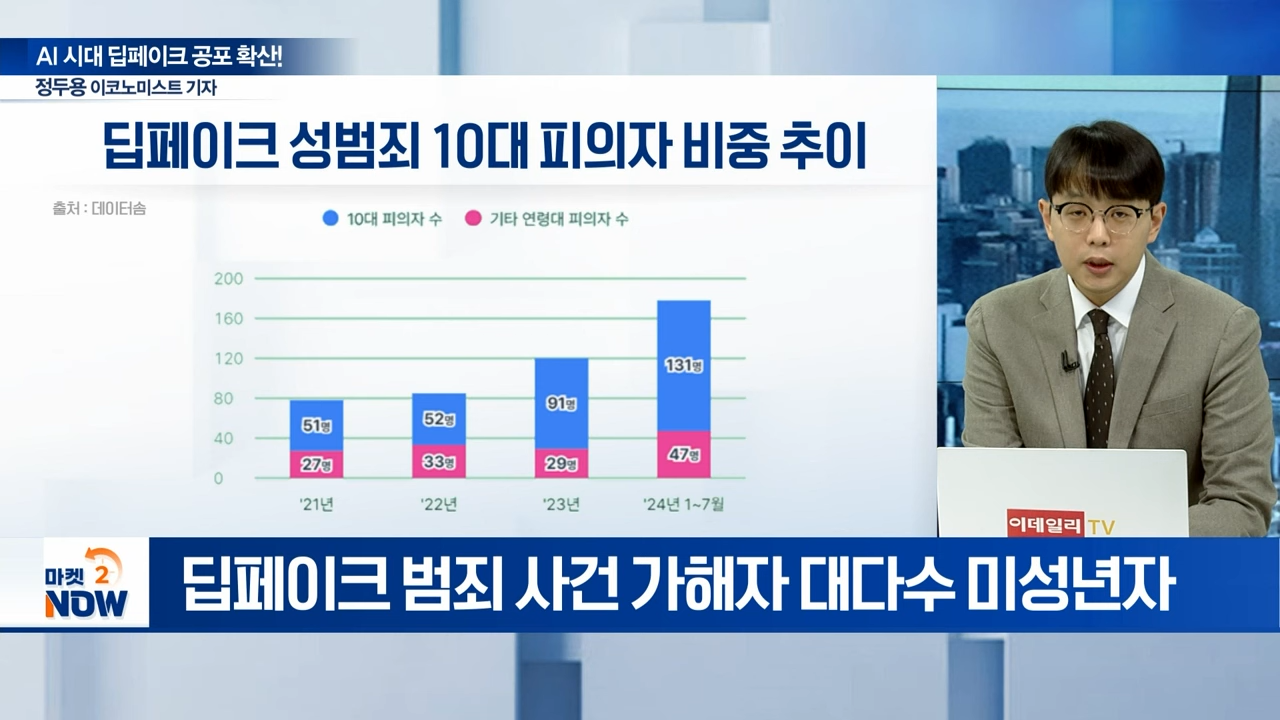 AI 시대 딥페이크 공포 확산!
정두용 이코노미스트 기자
딥페이크 성범죄 10대 피의자 비중 추이
출처 : 데이터솜
10대 피의자 수 기타 연령대 피의자 수
200
160
120
80
40
0
51명
27명
52명
33명
91명
29명
131명
47명
'21년 '22년 '23년 '24년 1~7월
이데일리 TV
마켓 2
NOW
딥페이크 범죄 사건 가해자 대다수 미성년자